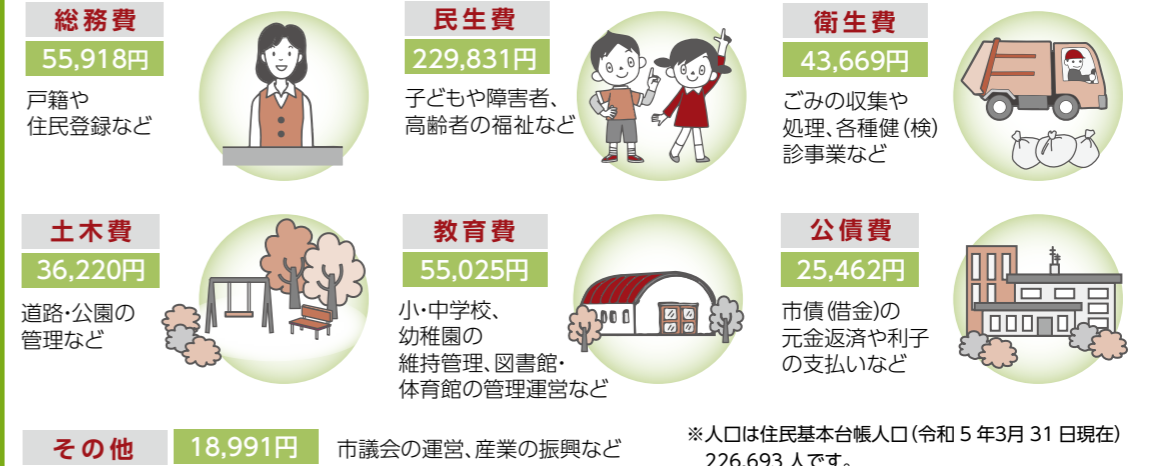 総務費
55,918円
戸籍や
住民登録など
民生費
229,831円
子どもや障害者、
高齢者の福祉など
衛生費
43,669円
ごみの収集や
処理、各種健(検)
診事業など
土木費
36,220円
道路・公園の
管理など
教育費
55,025円
小・中学校、
幼稚園の
維持管理、図書館・
体育館の管理運営など
公債費
25,462円
市債(借金)の
元金返済や利子
の支払いなど
その他
18,991円
市議会の運営、産業の振興など
※人口は住民基本台帳人口(令和5年3月31日現在)
226,693人です。